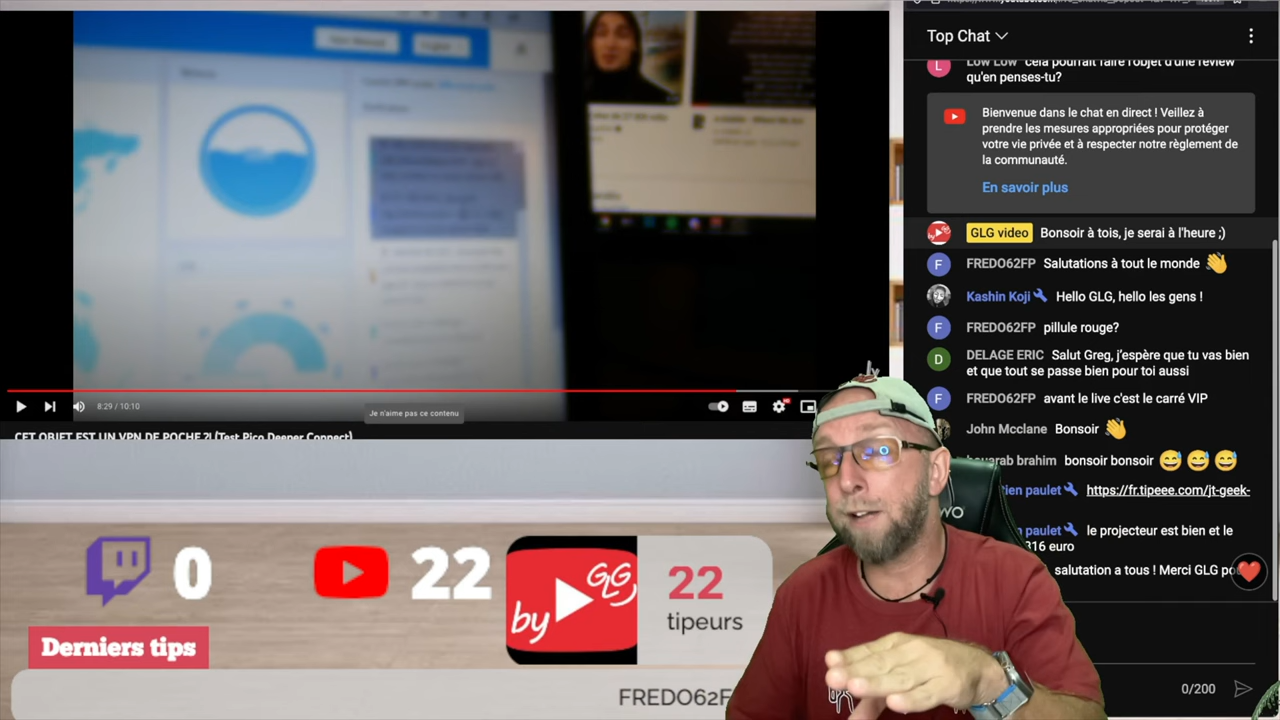 Top Chat
Low Low cela pourrait faire l'objet d'une review
qu'en penses-tu?
Bienvenue dans le chat en direct ! Veillez à
prendre les mesures appropriées pour protéger
votre vie privée et à respecter notre règlement de
la communauté.
En savoir plus
GLG video Bonsoir à tois, je serai à l'heure ;)
F FREDO62FP Salutations à tout le monde 👋
Kashin Koji Hello GLG, hello les gens !
F FREDO62FP pillule rouge?
D DELAGE ERIC Salut Greg, j'espère que tu vas bien
et que tout se passe bien pour toi aussi
F FREDO62FP avant le live c'est le carré VIP
John Mcclane Bonsoir 👋
brahim bonsoir bonsoir 😅 😅 😅
paulet https://fr.tipeee.com/jt-geek-
paulet le projecteur est bien et le
316 euro
salutation a tous ! Merci GLG
0/200
8:29 / 10:10
Je n'aime pas ce contenu
CET OBJET EST UN VPN DE POCHE ?! (Test Pico Deeper Connect)
0
22
by GLG
22
tipeurs
Derniers tips
FREDO62F